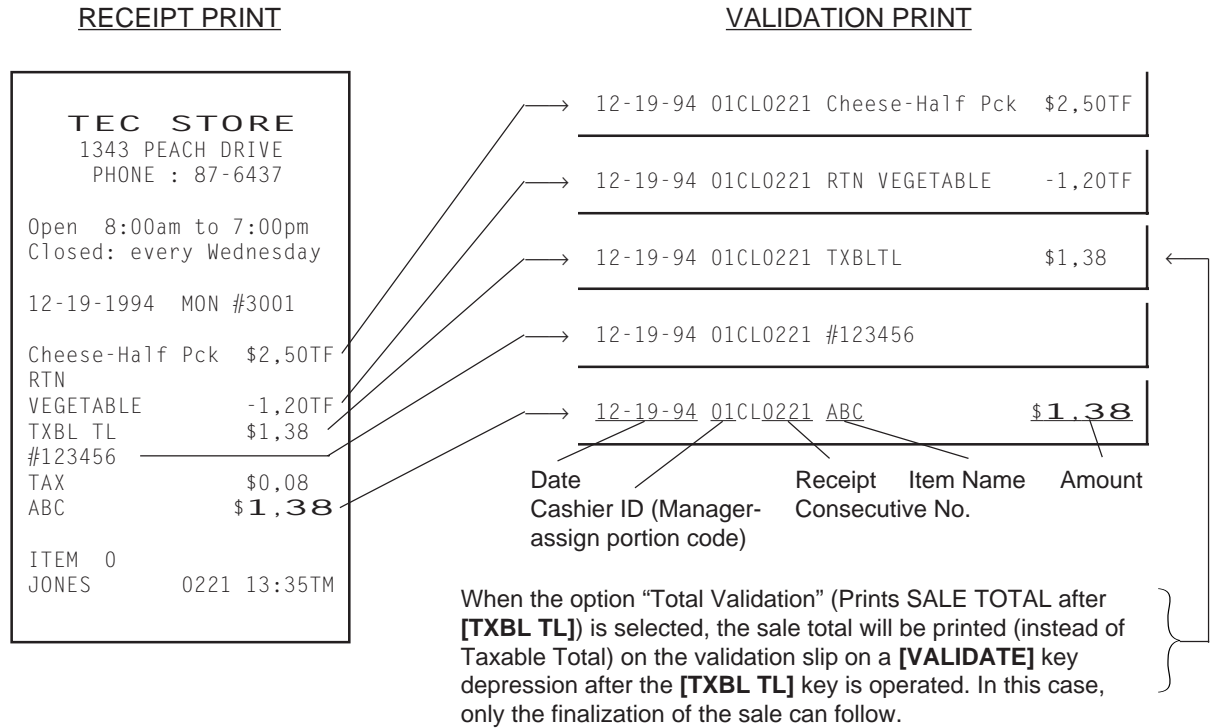 RECEIPT PRINT
VALIDATION PRINT
TEC STORE
1343 PEACH DRIVE
PHONE : 87-6437
Open 8:00am to 7:00pm
Closed: every Wednesday
12-19-1994 MON #3001
Cheese-Half Pck $2,50TF
RTN
VEGETABLE -1,20TF
TXBL TL $1,38
#123456
TAX $0,08
ABC $1,38
ITEM 0
JONES 0221 13:35TM
12-19-94 01CL0221 Cheese-Half Pck $2,50TF
12-19-94 01CL0221 RTN VEGETABLE -1,20TF
12-19-94 01CL0221 TXBLTL $1,38
12-19-94 01CL0221 #123456
12-19-94 01CL0221 ABC $1,38
Date Receipt Item Name Amount
Cashier ID (Manager- Consecutive No.
assign portion code)
When the option “Total Validation” (Prints SALE TOTAL after
[TXBL TL]) is selected, the sale total will be printed (instead of
Taxable Total) on the validation slip on a [VALIDATE] key
depression after the [TXBL TL] key is operated. In this case,
only the finalization of the sale can follow.